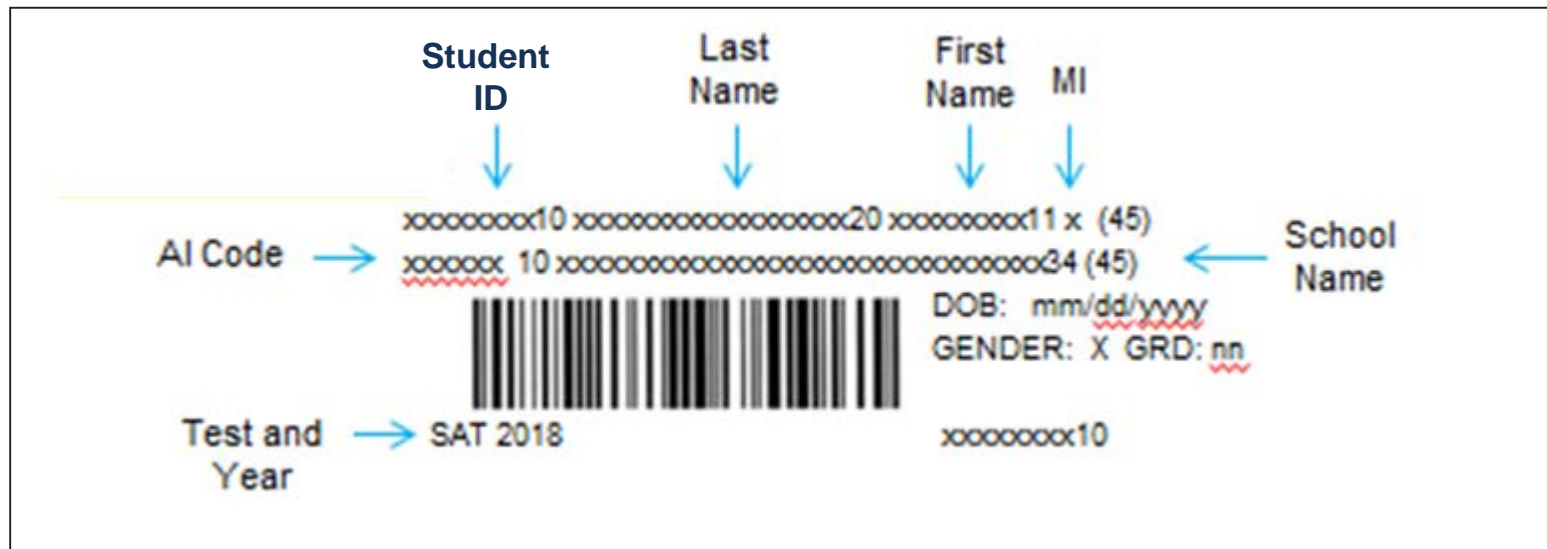 Student ID
Last Name
First Name
MI
xxxxxxxx10 xxxxxxxxxxxxxxxxxx20 xxxxxxxxx11 x (45)
AI Code
xxxxxx 10 xxxxxxxxxxxxxxxxxxxxxxxxxxxxxxxx34 (45)
School Name
DOB: mm/dd/yyyy
GENDER: X GRD: nn
Test and Year
SAT 2018
xxxxxxxx10